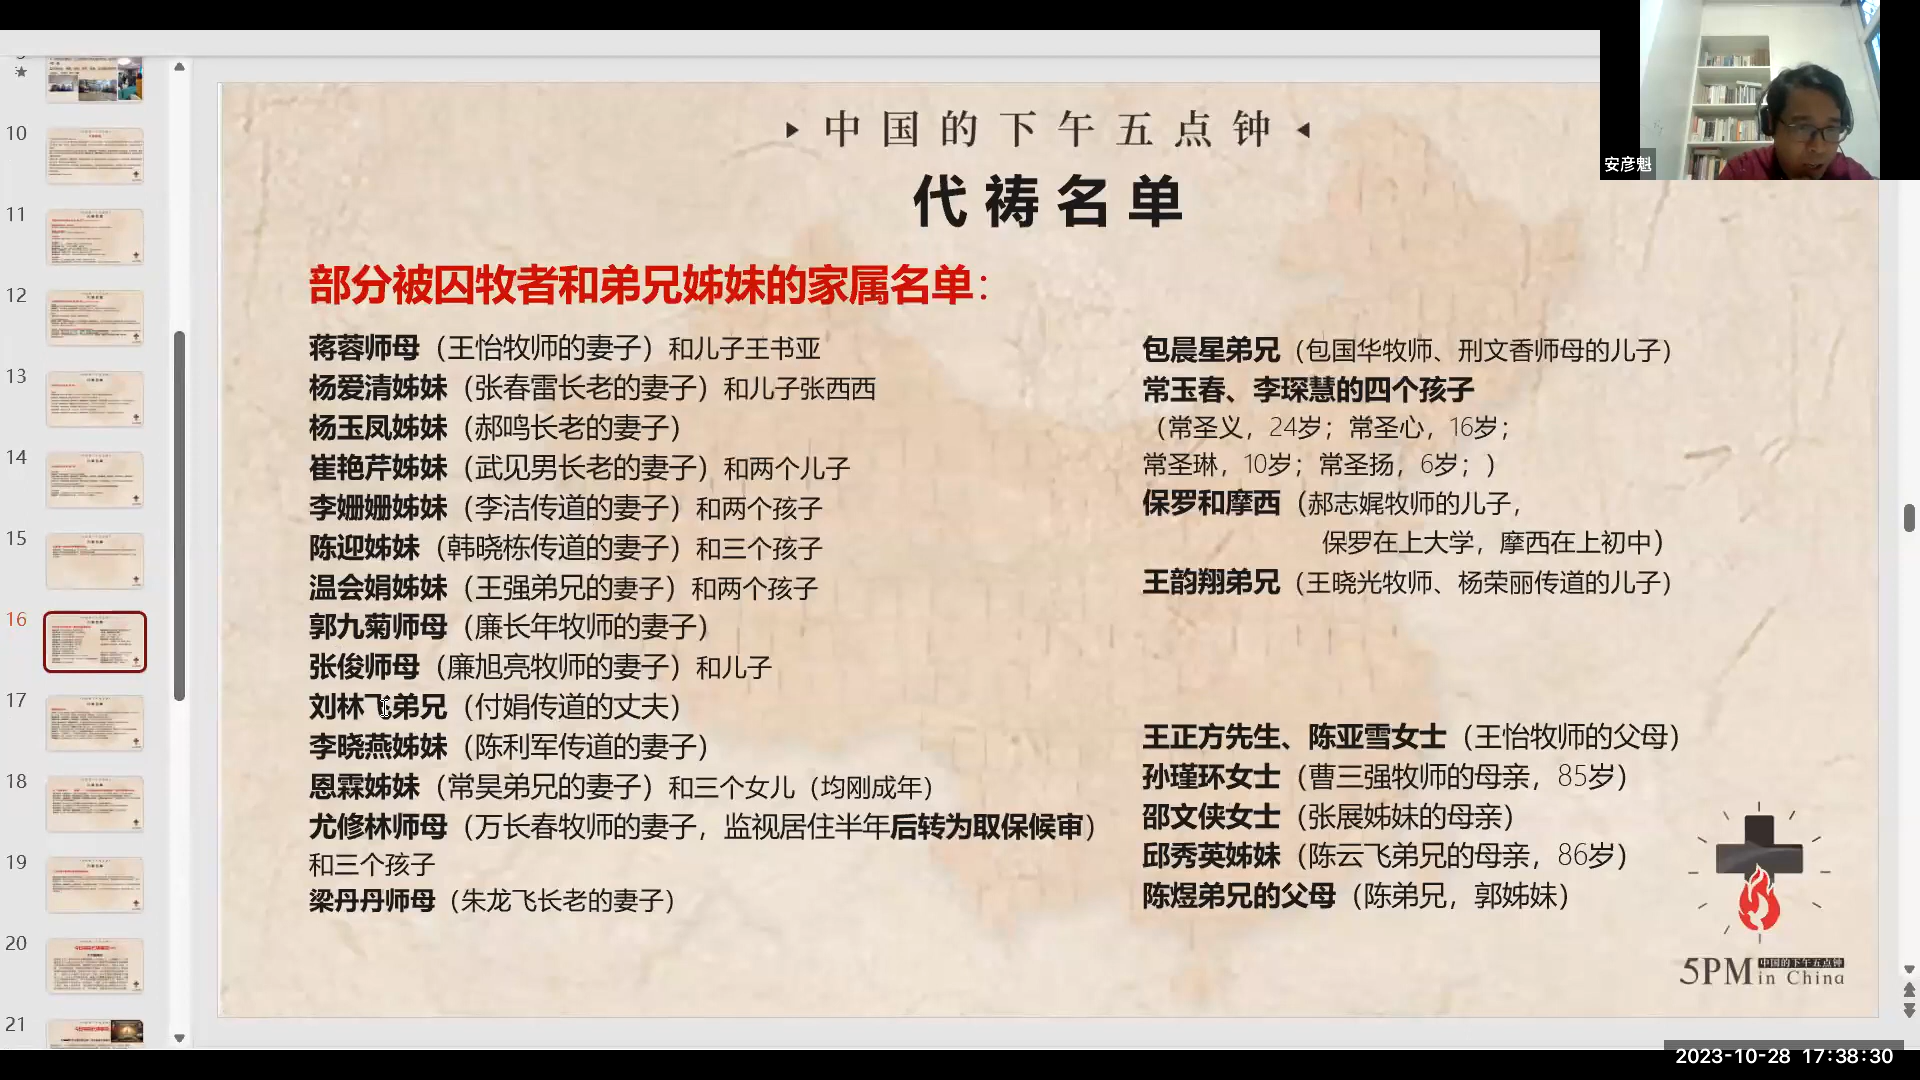 中国的下午五点钟
代祷名单
部分被囚牧者和弟兄姊妹的家属名单：
蒋蓉师母（王怡牧师的妻子）和儿子王书亚
杨爱清姊妹（张春雷长老的妻子）和儿子张西西
杨玉凤姊妹（郝鸣长老的妻子）
崔艳芹姊妹（武见男长老的妻子）和两个儿子
李姗姗姊妹（李洁传道的妻子）和两个孩子
陈迎姊妹（韩晓栋传道的妻子）和三个孩子
温会娟姊妹（王强弟兄的妻子）和两个孩子
郭九菊师母（廉长年牧师的妻子）
张俊师母（廉旭亮牧师的妻子）和儿子
刘林飞弟兄（付娟传道的丈夫）
李晓燕姊妹（陈利军传道的妻子）
恩霖姊妹（常昊弟兄的妻子）和三个女儿（均刚成年）
尤修林师母（万长春牧师的妻子，监视居住半年后转为取保候审）
和三个孩子
梁丹丹师母（朱龙飞长老的妻子）
包晨星弟兄（包国华牧师、刑文香师母的儿子）
常玉春、李琛慧的四个孩子
（常圣义，24岁；常圣心，16岁；
常圣琳，10岁；常圣扬，6岁；）
保罗和摩西（郝志娓牧师的儿子，
保罗在上大学，摩西在上初中）
王韵翔弟兄（王晓光牧师、杨荣丽传道的儿子）
王正方先生、陈亚雪女士（王怡牧师的父母）
孙瑾环女士（曹三强牧师的母亲，85岁）
邵文侠女士（张展姊妹的母亲）
邱秀英姊妹（陈云飞弟兄的母亲，86岁）
陈煜弟兄的父母（陈弟兄，郭姊妹）
5PM 中国的下午五点钟
in China
安彦魁
10
11
12
13
14
15
16
17
18
19
20
21
2023-10-28 17:38:30